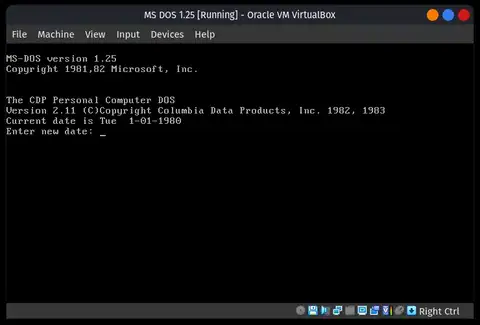 MS DOS 1.25 [Running] - Oracle VM VirtualBox
File Machine View Input Devices Help
MS-DOS version 1.25
Copyright 1981,82 Microsoft, Inc.
The CDP Personal Computer DOS
Version 2.11 (C)Copyright Columbia Data Products, Inc. 1982, 1983
Current date is Tue  1-01-1980
Enter new date: _
Right Ctrl